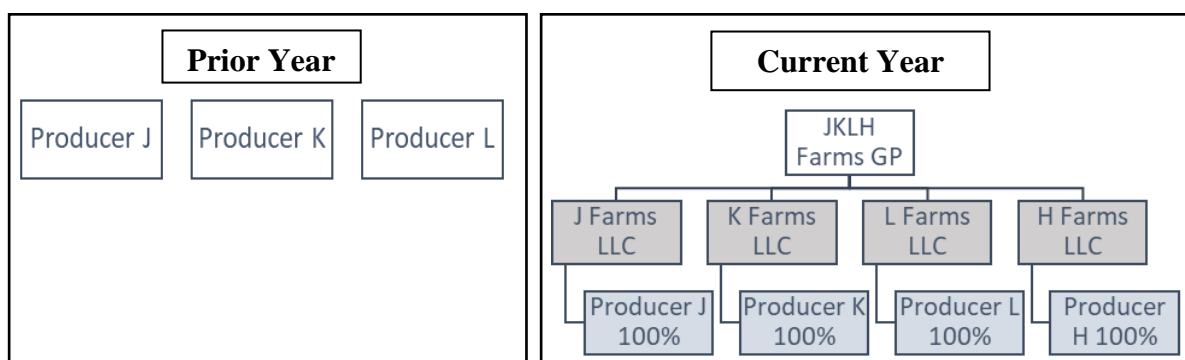 Prior Year
Producer J
Producer K
Producer L
Current Year
JKLH
Farms GP
J Farms
LLC
K Farms
LLC
L Farms
LLC
H Farms
LLC
Producer J
100%
Producer K
100%
Producer L
100%
Producer
H 100%